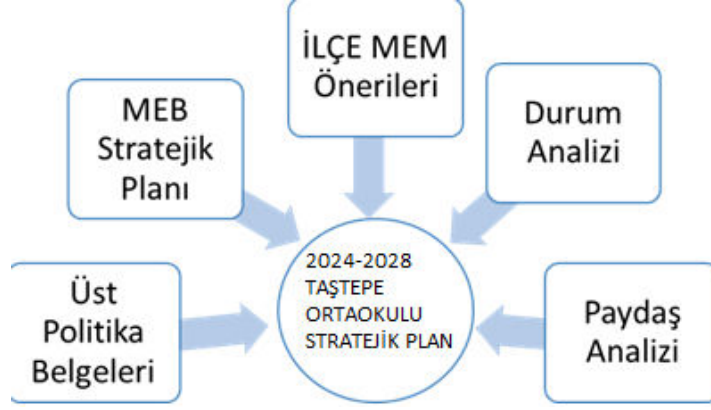 İLÇE MEM
Önerileri
MEB
Stratejik
Planı
Durum
Analizi
Üst
Politika
Belgeleri
2024-2028
TAŞTEPE
ORTAOKULU
STRATEJİK PLAN
Paydaş
Analizi